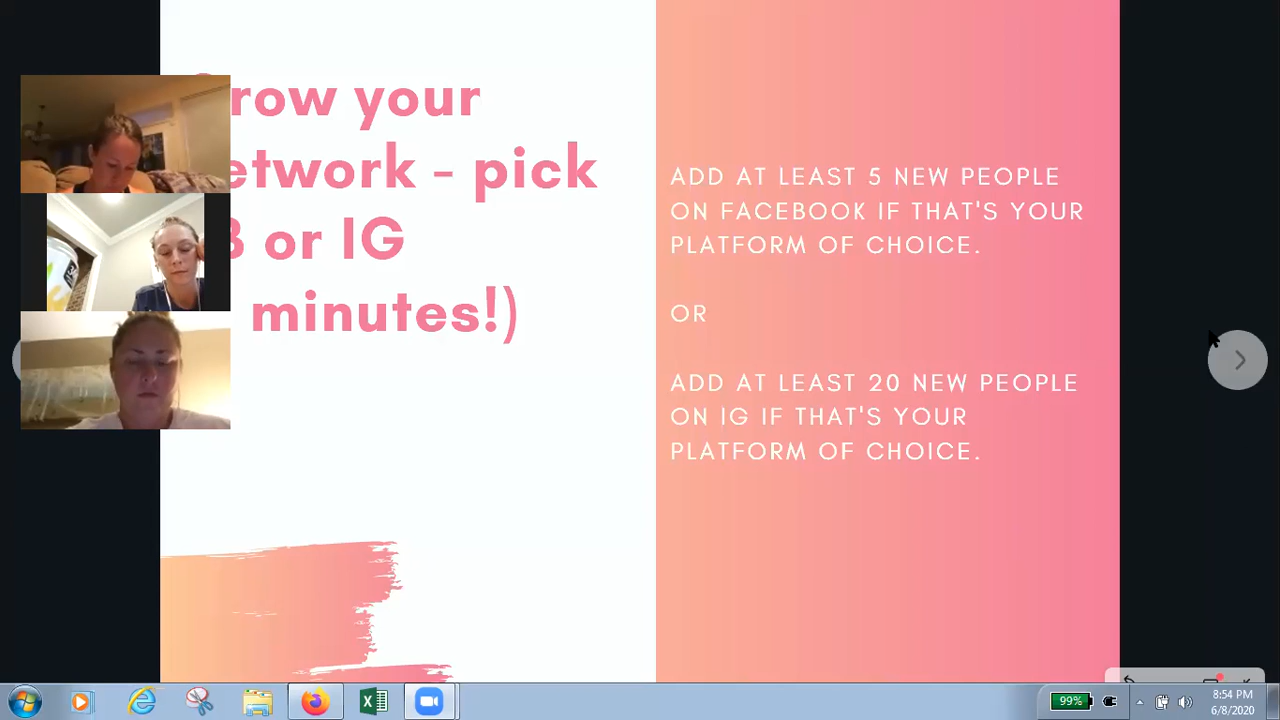 row your
etwork - pick
or IG
minutes!)
ADD AT LEAST 5 NEW PEOPLE
ON FACEBOOK IF THAT'S YOUR
PLATFORM OF CHOICE.
OR
ADD AT LEAST 20 NEW PEOPLE
ON IG IF THAT'S YOUR
PLATFORM OF CHOICE.
99%
8:54 PM
6/8/2020